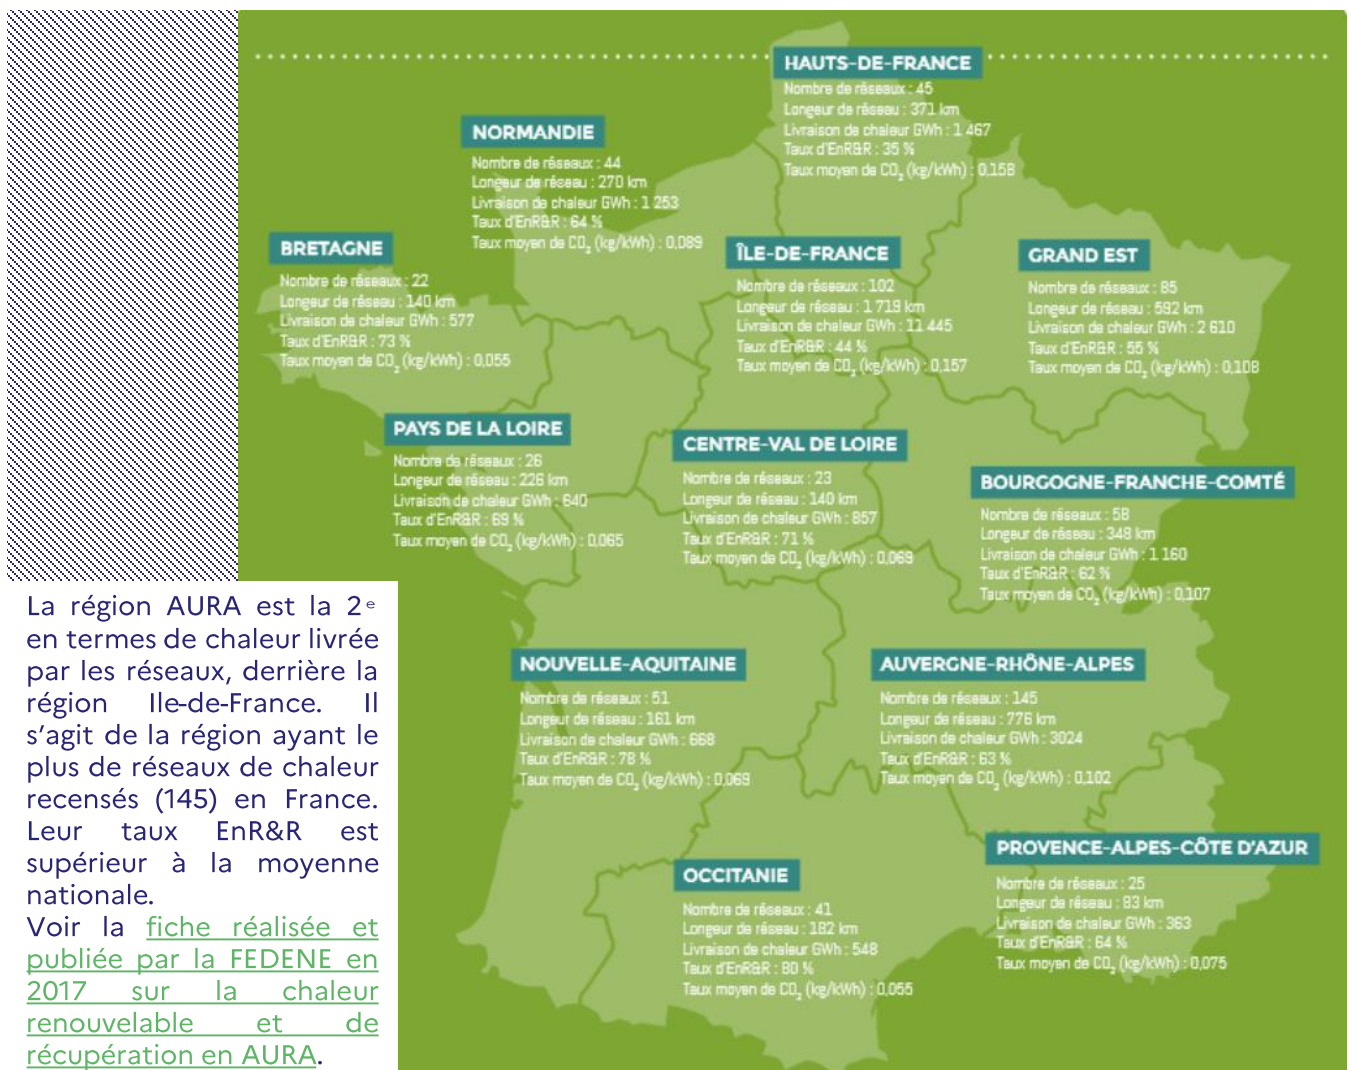 HAUTS-DE-FRANCE
Nombre de réseaux : 45
Longeur de réseau : 371 km
Livraison de chaleur GWh : 1 467
Taux d'EnR&R : 35 %
Taux moyen de CO2 (kg/kWh) : 0,158
NORMANDIE
Nombre de réseaux : 44
Longeur de réseau : 270 km
Livraison de chaleur GWh : 1 253
Taux d'EnR&R : 64 %
Taux moyen de CO2 (kg/kWh) : 0,089
BRETAGNE
Nombre de réseaux : 22
Longeur de réseau : 140 km
Livraison de chaleur GWh : 577
Taux d'EnR&R : 73 %
Taux moyen de CO2 (kg/kWh) : 0,055
ÎLE-DE-FRANCE
Nombre de réseaux : 102
Longeur de réseau : 1 719 km
Livraison de chaleur GWh : 11 445
Taux d'EnR&R : 44 %
Taux moyen de CO2 (kg/kWh) : 0,157
GRAND EST
Nombre de réseaux : 85
Longeur de réseau : 592 km
Livraison de chaleur GWh : 2 610
Taux d'EnR&R : 55 %
Taux moyen de CO2 (kg/kWh) : 0,108
PAYS DE LA LOIRE
Nombre de réseaux : 26
Longeur de réseau : 226 km
Livraison de chaleur GWh : 640
Taux d'EnR&R : 69 %
Taux moyen de CO2 (kg/kWh) : 0,065
CENTRE-VAL DE LOIRE
Nombre de réseaux : 23
Longeur de réseau : 140 km
Livraison de chaleur GWh : 857
Taux d'EnR&R : 71 %
Taux moyen de CO2 (kg/kWh) : 0,069
BOURGOGNE-FRANCHE-COMTÉ
Nombre de réseaux : 58
Longeur de réseau : 348 km
Livraison de chaleur GWh : 1 160
Taux d'EnR&R : 62 %
Taux moyen de CO2 (kg/kWh) : 0,107
NOUVELLE-AQUITAINE
Nombre de réseaux : 51
Longeur de réseau : 161 km
Livraison de chaleur GWh : 668
Taux d'EnR&R : 78 %
Taux moyen de CO2 (kg/kWh) : 0,069
AUVERGNE-RHÔNE-ALPES
Nombre de réseaux : 145
Longeur de réseau : 776 km
Livraison de chaleur GWh : 3024
Taux d'EnR&R : 63 %
Taux moyen de CO2 (kg/kWh) : 0,102
OCCITANIE
Nombre de réseaux : 41
Longeur de réseau : 182 km
Livraison de chaleur GWh : 548
Taux d'EnR&R : 80 %
Taux moyen de CO2 (kg/kWh) : 0,055
PROVENCE-ALPES-CÔTE D'AZUR
Nombre de réseaux : 25
Longeur de réseau : 83 km
Livraison de chaleur GWh : 363
Taux d'EnR&R : 64 %
Taux moyen de CO2 (kg/kWh) : 0,075
La région AURA est la 2e
en termes de chaleur livrée
par les réseaux, derrière la
région Ile-de-France. Il
s'agit de la région ayant le
plus de réseaux de chaleur
recensés (145) en France.
Leur taux EnR&R est
supérieur à la moyenne
nationale.
Voir la fiche réalisée et
publiée par la FEDENE en
2017 sur la chaleur
renouvelable et de
récupération en AURA.